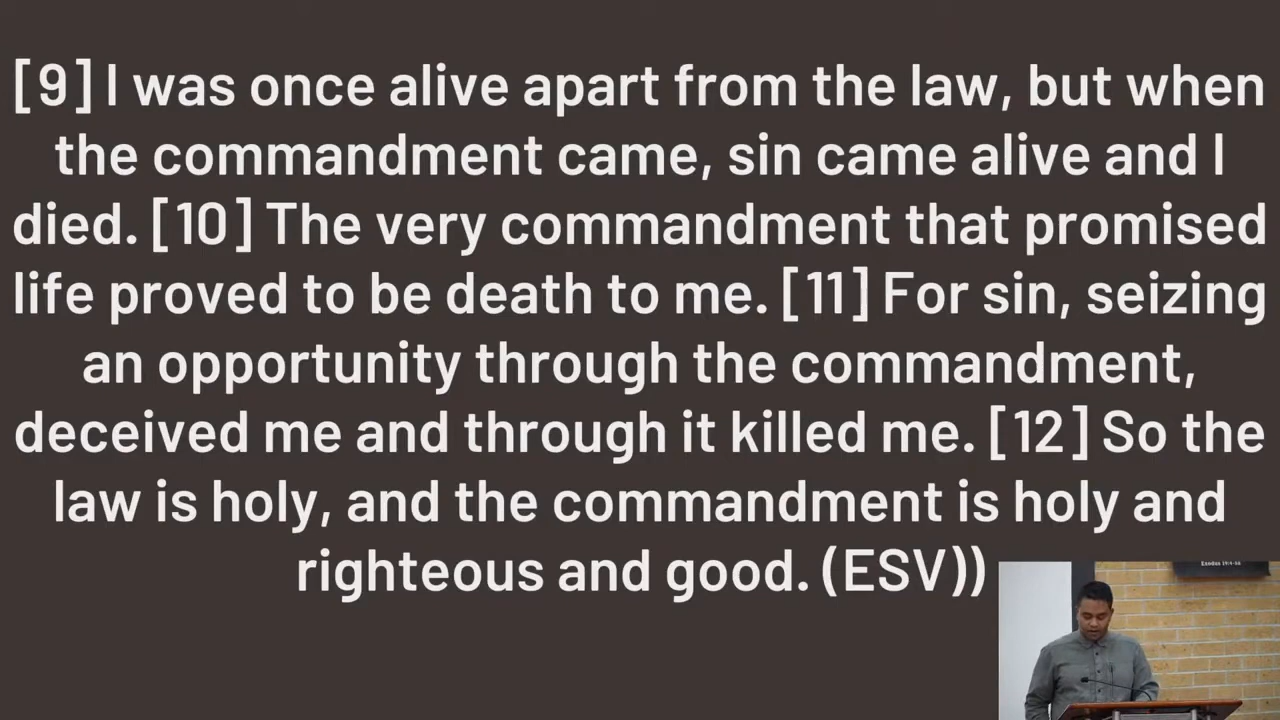 [9] I was once alive apart from the law, but when
the commandment came, sin came alive and I
died. [10] The very commandment that promised
life proved to be death to me. [11] For sin, seizing
an opportunity through the commandment,
deceived me and through it killed me. [12] So the
law is holy, and the commandment is holy and
righteous and good. (ESV))